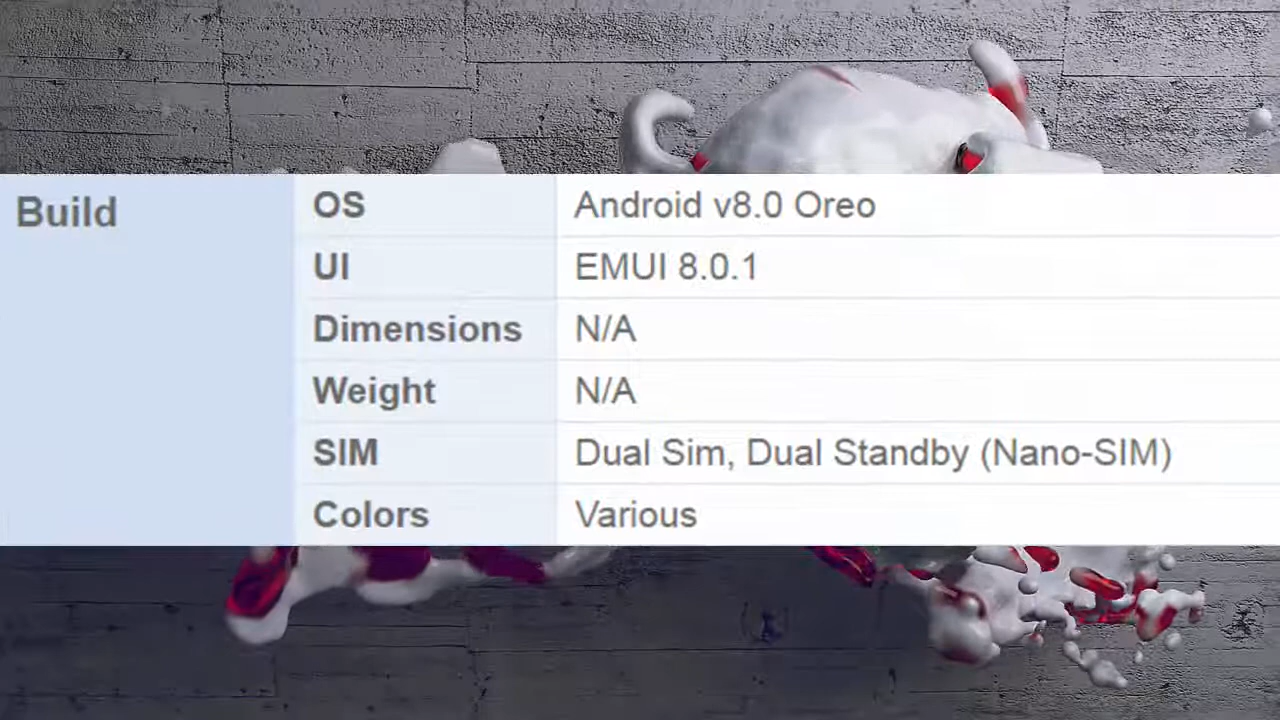 Build OS Android v8.0 Oreo
UI EMUI 8.0.1
Dimensions N/A
Weight N/A
SIM Dual Sim, Dual Standby (Nano-SIM)
Colors Various